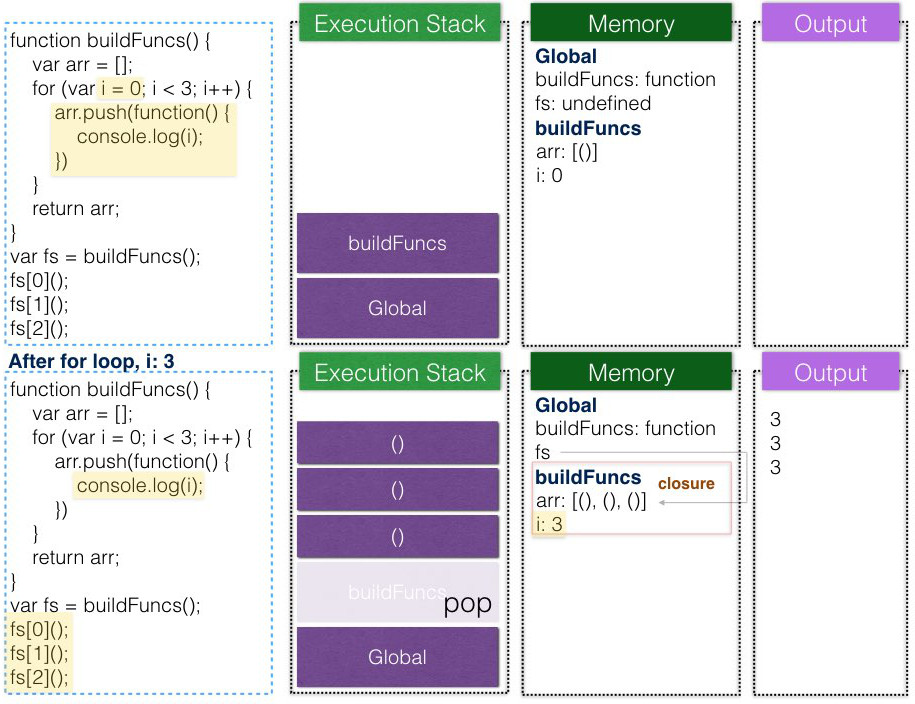 function buildFuncs() {
var arr = [];
for (var i = 0; i < 3; i++) {
arr.push(function() {
console.log(i);
})
}
return arr;
}
var fs = buildFuncs();
fs[0]();
fs[1]();
fs[2]();
Execution Stack
buildFuncs
Global
Memory
Global
buildFuncs: function
fs: undefined
buildFuncs
arr: [()]
i: 0
Output
After for loop, i: 3
function buildFuncs() {
var arr = [];
for (var i = 0; i < 3; i++) {
arr.push(function() {
console.log(i);
})
}
return arr;
}
var fs = buildFuncs();
fs[0]();
fs[1]();
fs[2]();
Execution Stack
()
()
()
buildFuncs
pop
Global
Memory
Global
buildFuncs: function
fs
buildFuncs
closure
arr: [(), (), ()]
i: 3
Output
3
3
3